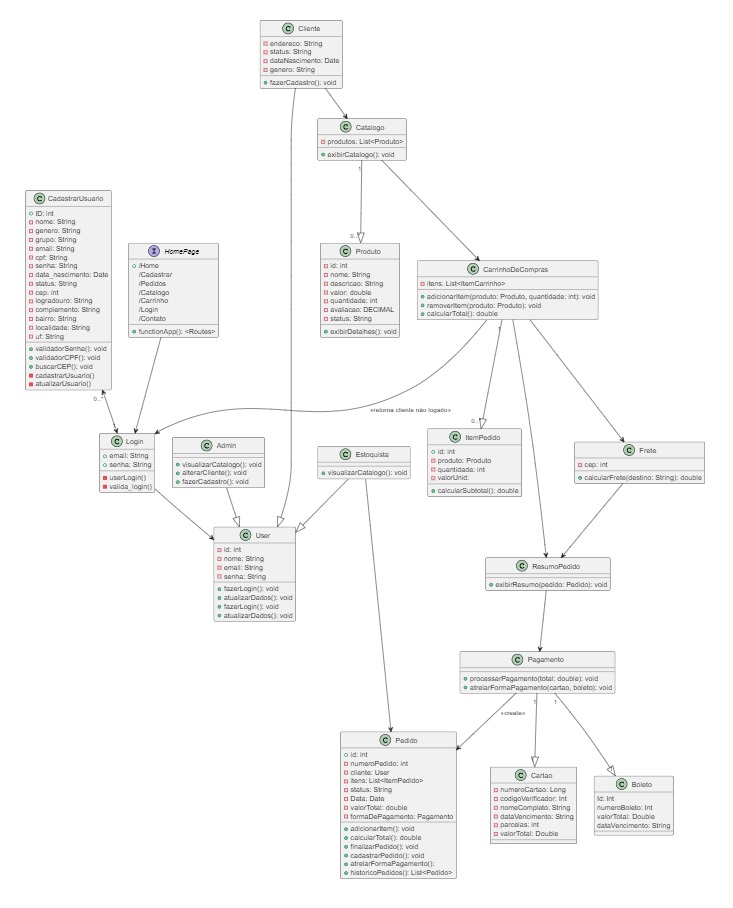 C Cliente
endereco: String
status: String
dataNascimento: Date
genero: String
fazerCadastro(): void
C Catalogo
produtos: List<Produto>
exibirCatalogo(): void
1
0..*
C CadastrarUsuario
ID: int
nome: String
genero: String
grupo: String
email: String
cpf: String
senha: String
data_nascimento: Date
status: String
cep: int
logradouro: String
complemento: String
bairro: String
localidade: String
uf: String
validadorSenha(): void
validadorCPF(): void
buscarCEP(): void
cadastrarUsuario()
atualizarUsuario()
0..*
I HomePage
/Home
/Cadastrar
/Pedidos
/Catalogo
/Carrinho
/Login
/Contato
functionApp(): <Routes>
C Produto
id: int
nome: String
descricao: String
valor: double
quantidade: int
avaliacao: DECIMAL
status: String
exibirDetalhes(): void
C CarrinhoDeCompras
itens: List<ItemCarrinho>
adicionarItem(produto: Produto, quantidade: int): void
removerItem(produto: Produto): void
calcularTotal(): double
1
«retorna cliente não logado»
0..*
C Login
email: String
senha: String
userLogin()
valida_login()
C Admin
visualizarCatalogo(): void
alterarCliente(): void
fazerCadastro(): void
C Estoquista
visualizarCatalogo(): void
C ItemPedido
id: int
produto: Produto
quantidade: int
valorUnid:
calcularSubtotal(): double
C Frete
cep: int
calcularFrete(destino: String): double
C User
id: int
nome: String
email: String
senha: String
fazerLogin(): void
atualizarDados(): void
fazerLogin(): void
atualizarDados(): void
C ResumoPedido
exibirResumo(pedido: Pedido): void
C Pagamento
processarPagamento(total: double): void
atrelarFormaPagamento(cartao, boleto): void
«create»
1
1
C Pedido
id: int
numeroPedido: int
cliente: User
itens: List<ItemPedido>
status: String
Data: Date
valorTotal: double
formaDePagamento: Pagamento
adicionarItem(): void
calcularTotal(): double
finalizarPedido(): void
cadastrarPedido(): void
atrelarFormaPagamento():
historicoPedidos(): List<Pedido>
C Cartao
numeroCartao: Long
codigoVerificador: Int
nomeCompleto: String
dataVencimento: String
parcelas: int
valorTotal: Double
C Boleto
Id: Int
numeroBoleto: Int
valorTotal: Double
dataVencimento: String